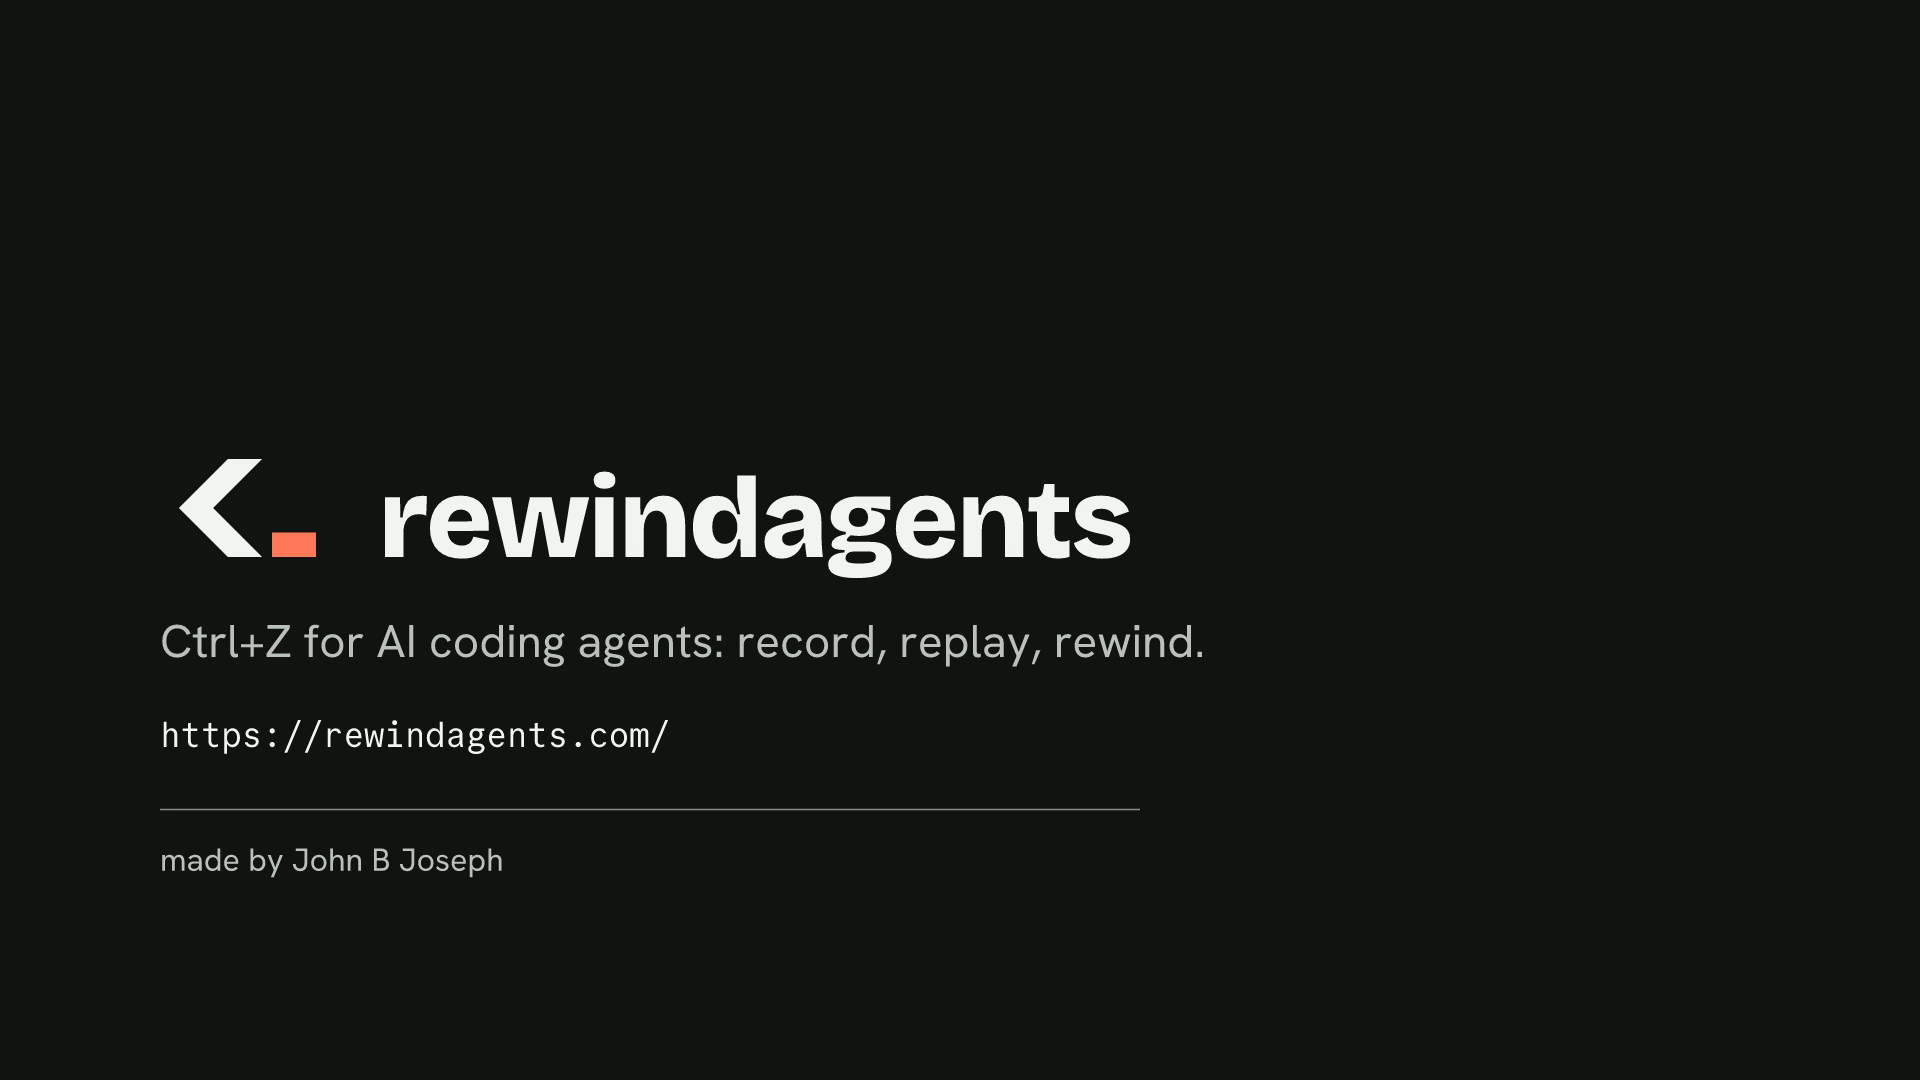 rewindagents
Ctrl+Z for AI coding agents: record, replay, rewind.
https://rewindagents.com/
made by John B Joseph